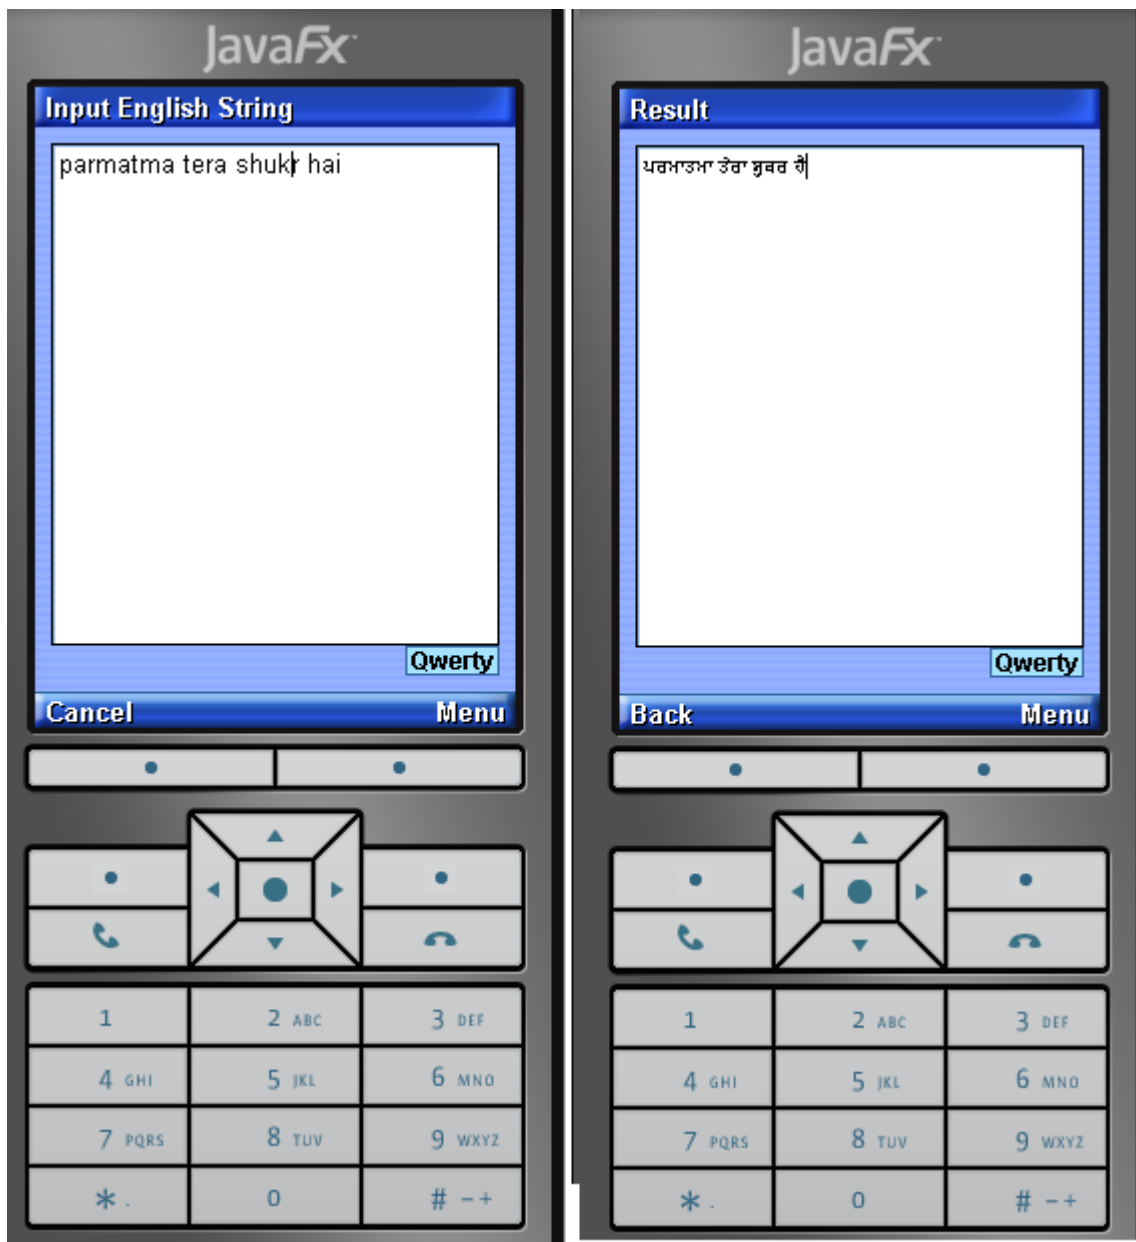 JavaFx™
Input English String
parmatma tera shukr hai
Qwerty
Cancel Menu
1 2 ABC 3 DEF
4 GHI 5 JKL 6 MNO
7 PQRS 8 TUV 9 WXYZ
* . 0 # -+
JavaFx™
Result
ਪਰਮਾਤਮਾ ਤੇਰਾ ਸ਼ੁਕਰ ਹੈ
Qwerty
Back Menu
1 2 ABC 3 DEF
4 GHI 5 JKL 6 MNO
7 PQRS 8 TUV 9 WXYZ
* . 0 # -+